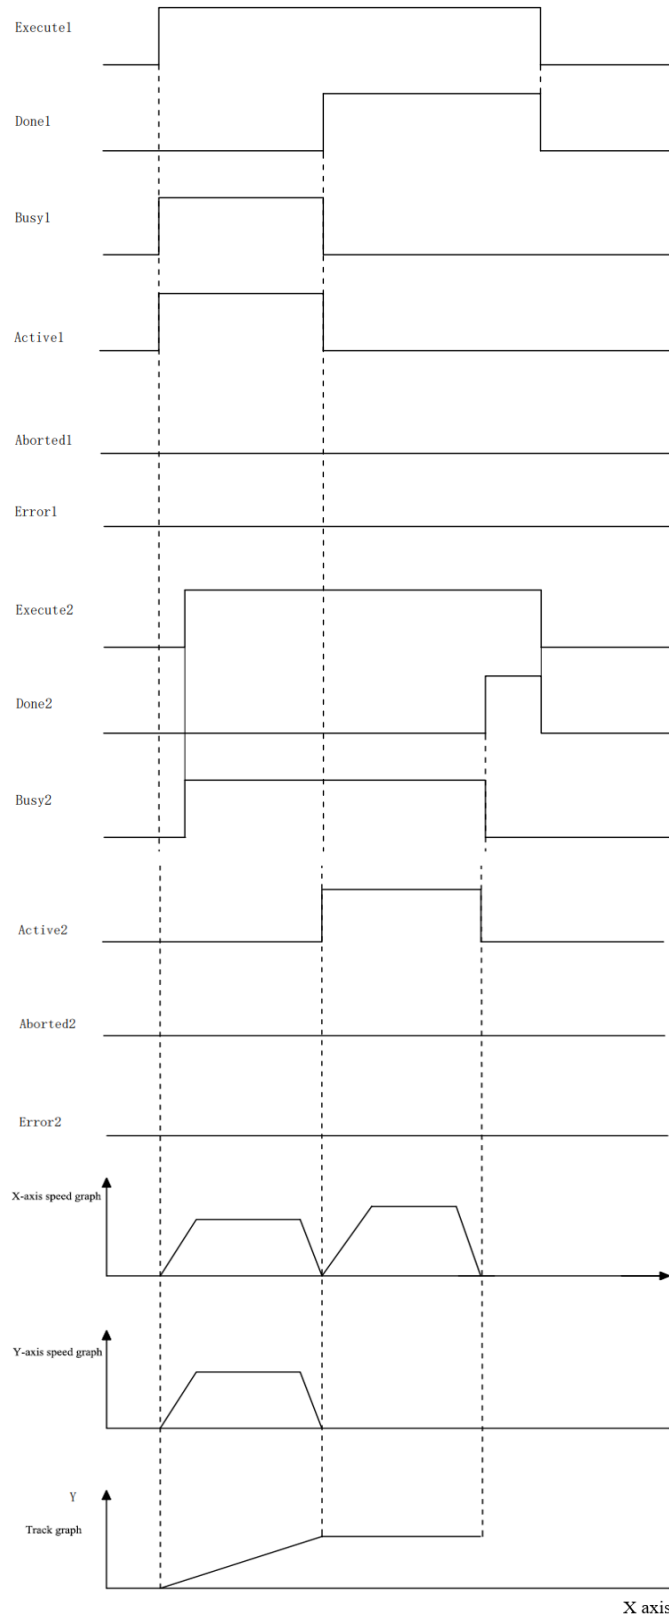 Execute1
Done1
Busy1
Active1
Aborted1
Error1
Execute2
Done2
Busy2
Active2
Aborted2
Error2
X-axis speed graph
Y-axis speed graph
Y
Track graph
X axis